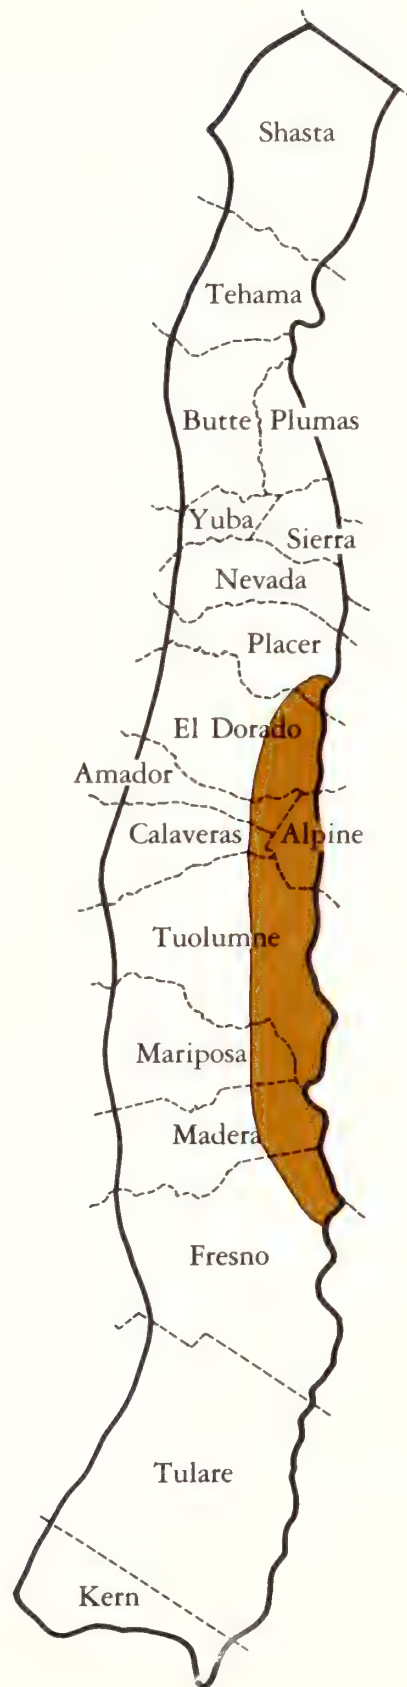 Shasta
Tehama
Butte Plumas
Yuba
Sierra
Nevada
Placer
El Dorado
Amador
Calaveras Alpine
Tuolumne
Mariposa
Madera
Fresno
Tulare
Kern